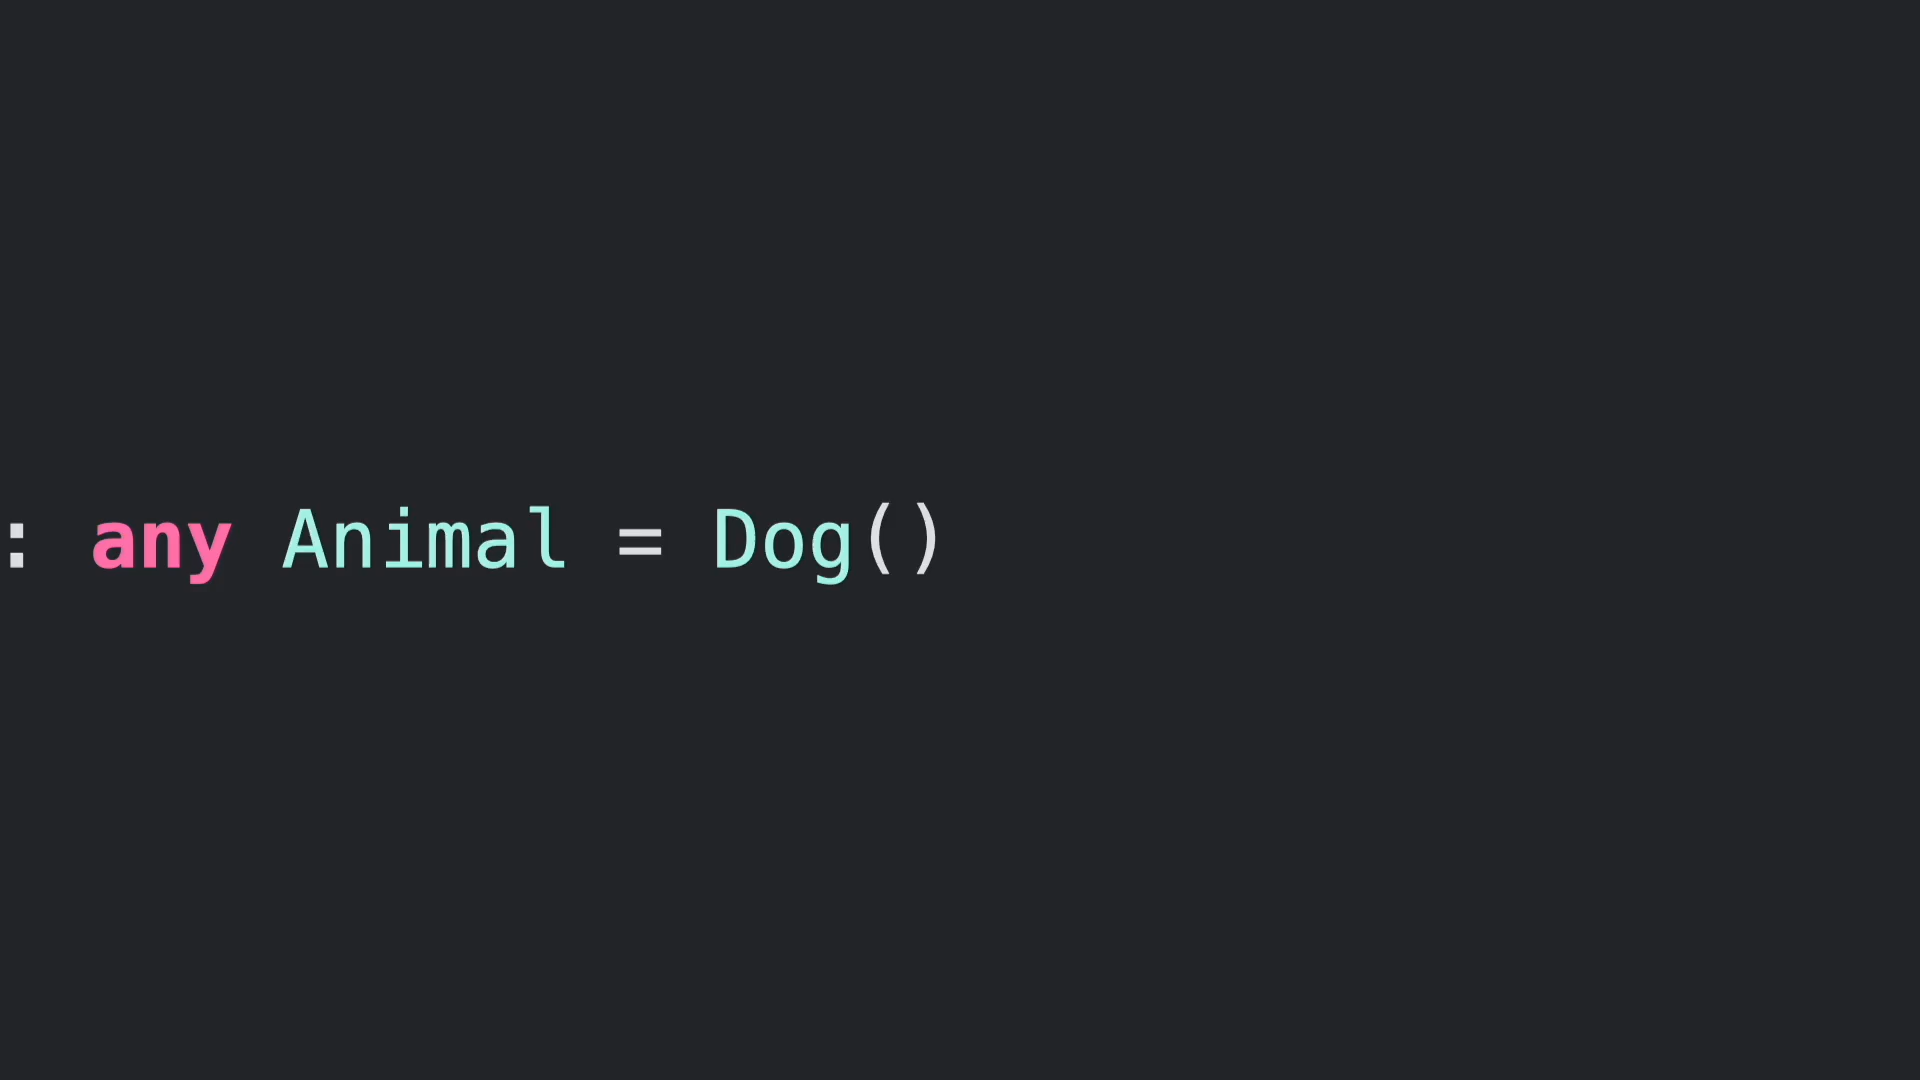 : any Animal = Dog()